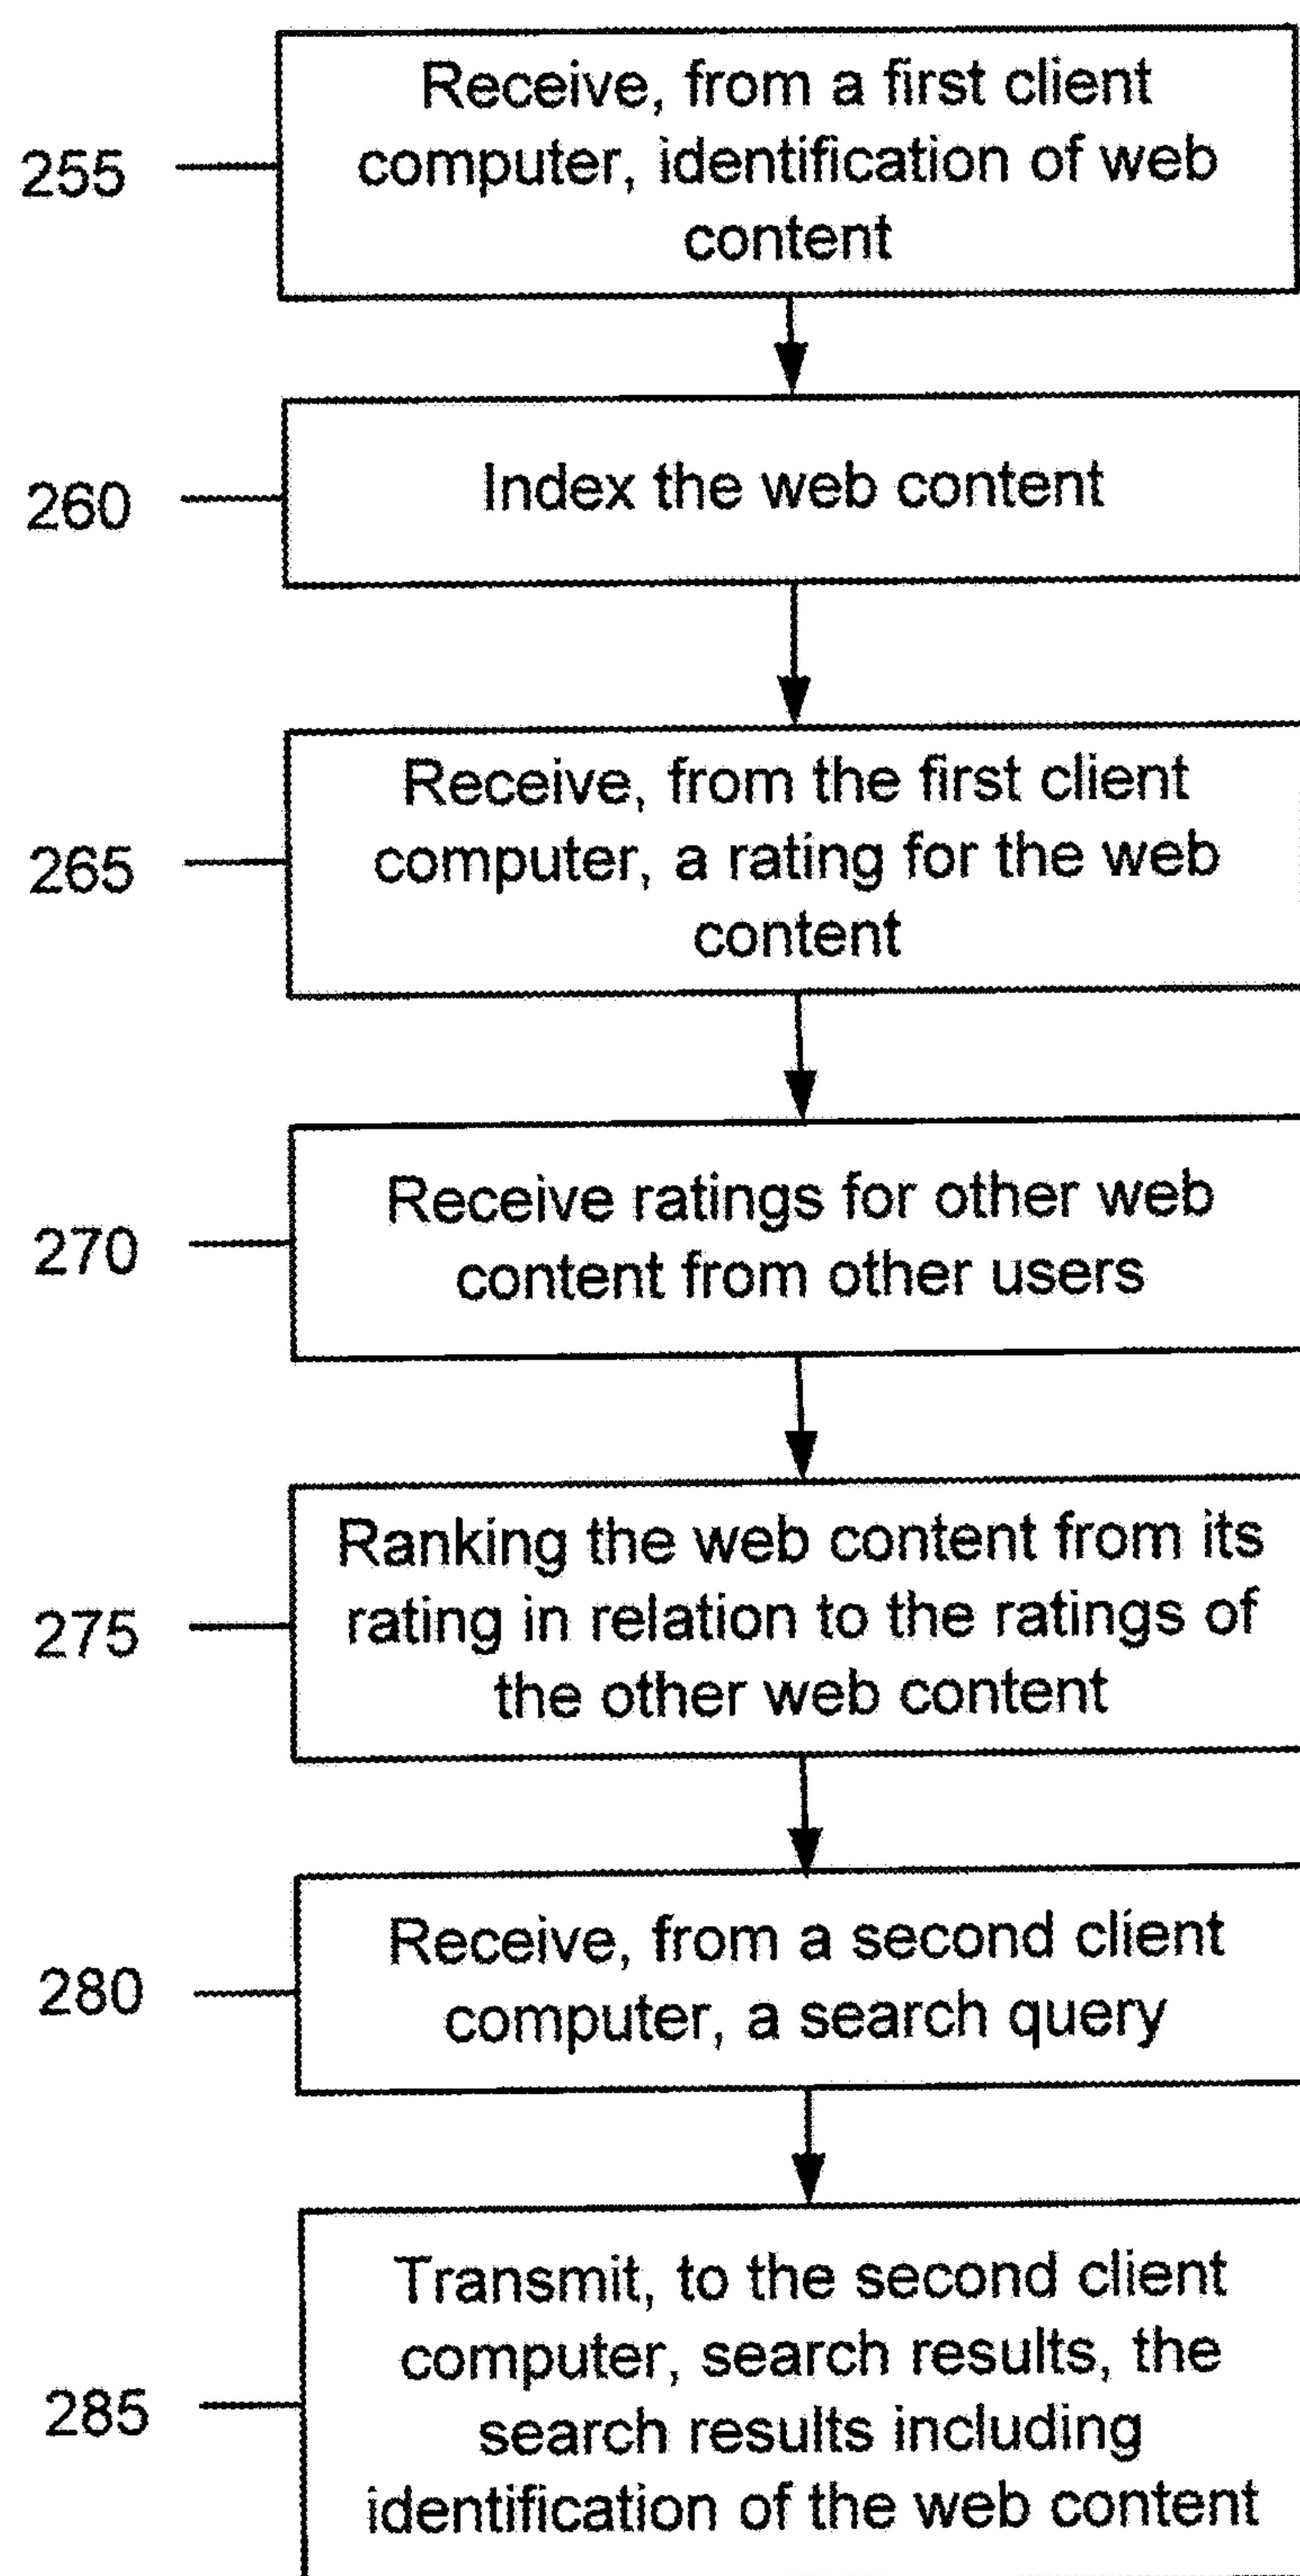 255
Receive, from a first client
computer, identification of web
content
260
Index the web content
265
Receive, from the first client
computer, a rating for the web
content
270
Receive ratings for other web
content from other users
275
Ranking the web content from its
rating in relation to the ratings of
the other web content
280
Receive, from a second client
computer, a search query
285
Transmit, to the second client
computer, search results, the
search results including
identification of the web content